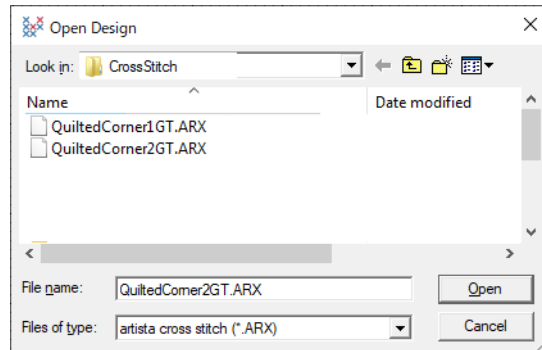 Open Design
Look in: CrossStitch
Name Date modified
QuiltedCorner1GT.ARX
QuiltedCorner2GT.ARX
File name: QuiltedCorner2GT.ARX Open
Files of type: artista cross stitch (*.ARX) Cancel